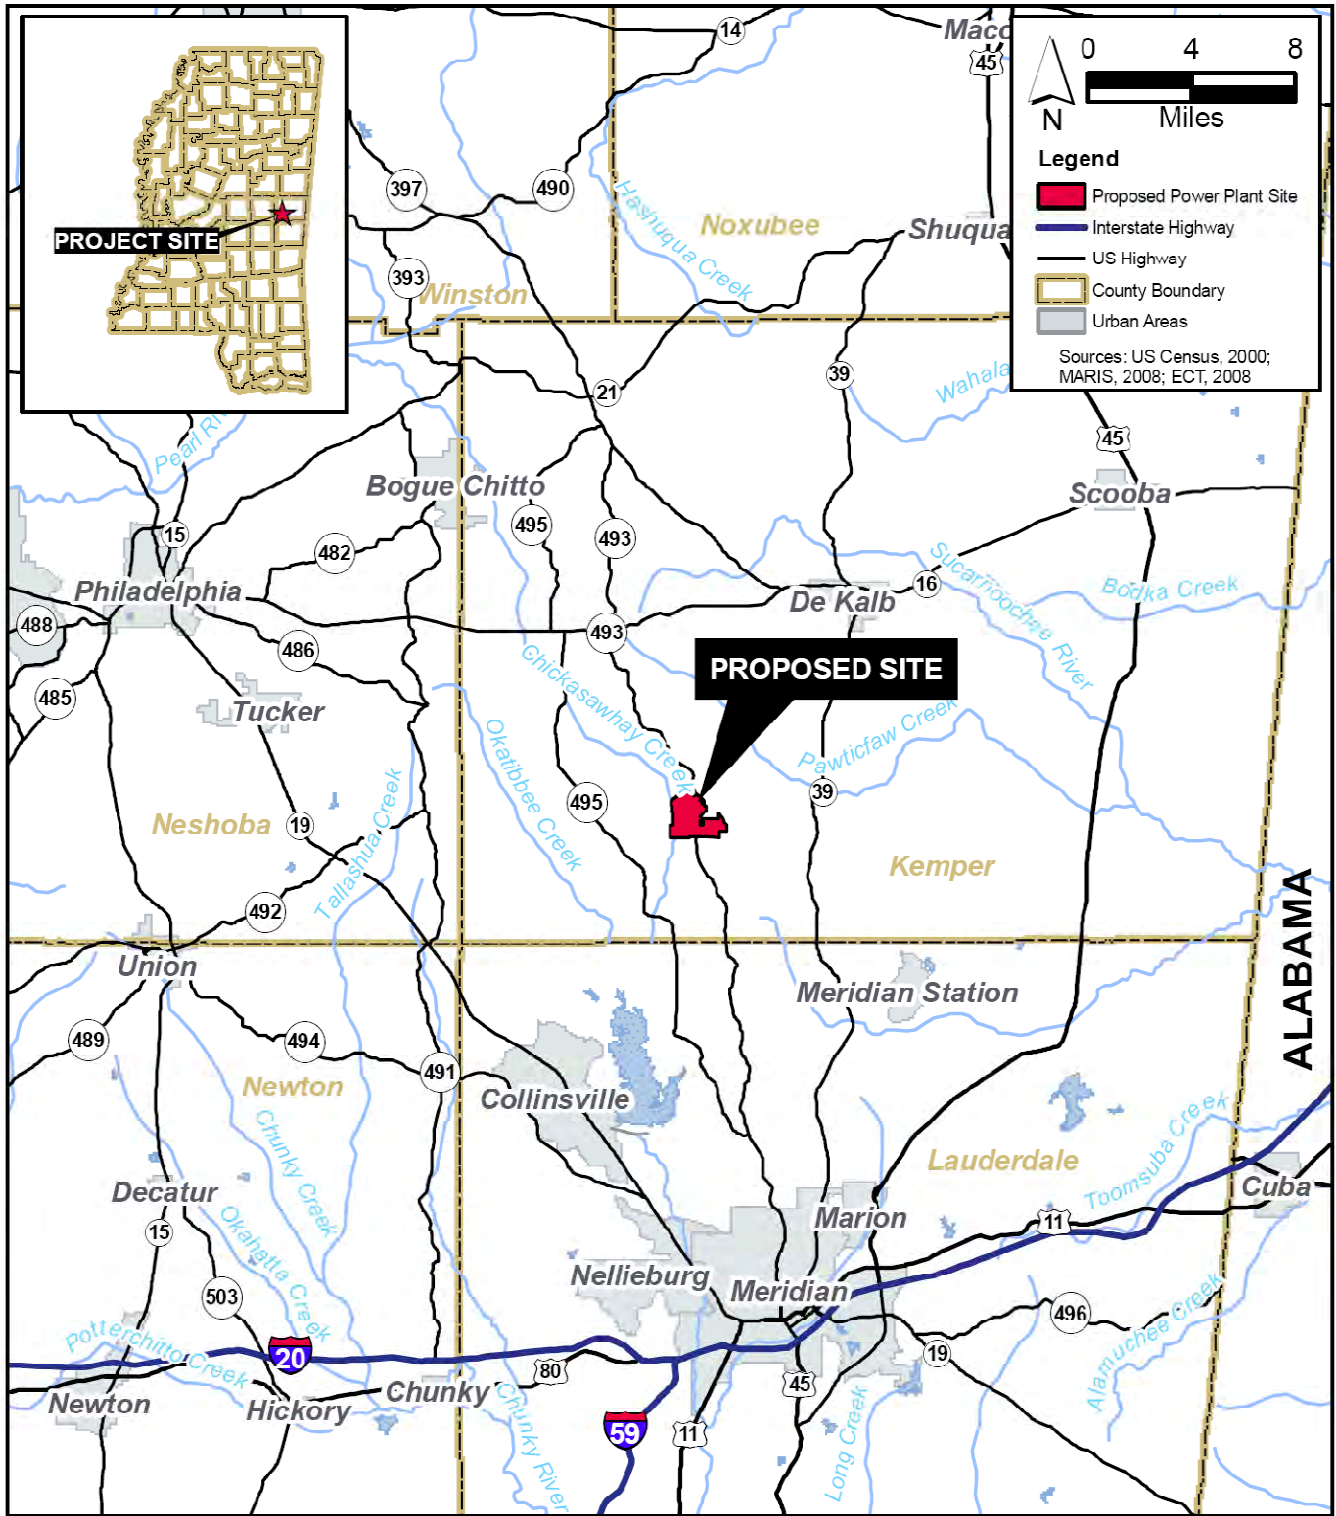 PROJECT SITE
0 4 8
Miles
N
Legend
Proposed Power Plant Site
Interstate Highway
US Highway
County Boundary
Urban Areas
Sources: US Census, 2000;
MARIS, 2008; ECT, 2008
14
45
397
490
Hashuqua Creek
Noxubee
Shuqua
393
Winston
21
39
Wahala
45
Pearl
Bogue Chitto
Scooba
495
493
15
482
Sucarnoochee River
16
Bodka Creek
Philadelphia
De Kalb
488
493
486
PROPOSED SITE
Chickasawhay Creek
485
Tucker
Okatibbee Creek
Pawticfaw Creek
495
39
Neshoba
19
Tallashua Creek
Kemper
492
ALABAMA
Union
Meridian Station
489
494
491
Newton
Collinsville
Chunky Creek
Toomsuba Creek
Lauderdale
Decatur
Cuba
Okahatta Creek
Marion
15
11
Nellieburg
Meridian
503
496
Potterchitto Creek
20
Alamuchee Creek
19
80
45
Newton
Hickory
Chunky
Chunky River
59
11
Long Creek